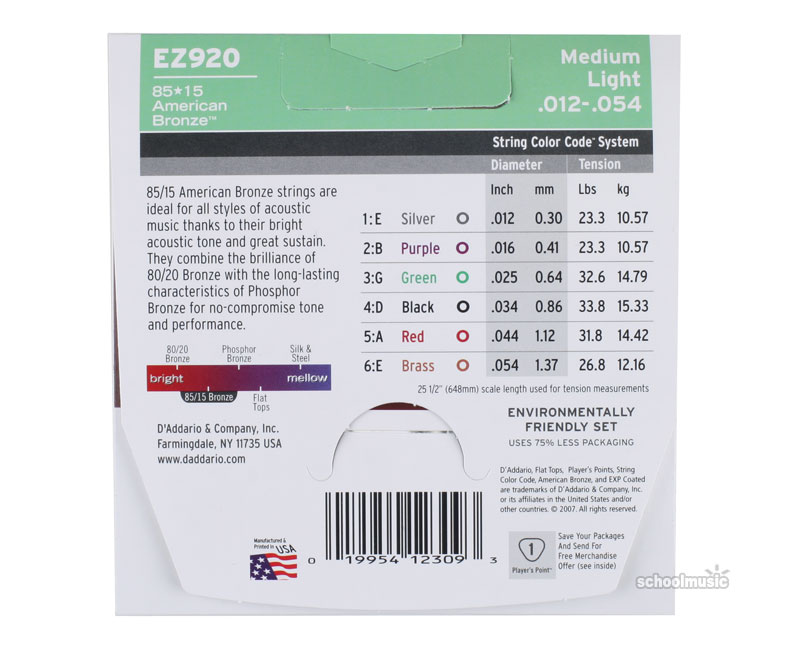 EZ920
85★15
American
Bronze™
Medium
Light
.012-.054
String Color Code™ System
Diameter Tension
Inch mm Lbs kg
1:E Silver .012 0.30 23.3 10.57
2:B Purple .016 0.41 23.3 10.57
3:G Green .025 0.64 32.6 14.79
4:D Black .034 0.86 33.8 15.33
5:A Red .044 1.12 31.8 14.42
6:E Brass .054 1.37 26.8 12.16
25 1/2" (648mm) scale length used for tension measurements
85/15 American Bronze strings are
ideal for all styles of acoustic
music thanks to their bright
acoustic tone and great sustain.
They combine the brilliance of
80/20 Bronze with the long-lasting
characteristics of Phosphor
Bronze for no-compromise tone
and performance.
80/20
Bronze
Phosphor
Bronze
Silk &
Steel
bright mellow
85/15 Bronze
Flat
Tops
D'Addario & Company, Inc.
Farmingdale, NY 11735 USA
www.daddario.com
ENVIRONMENTALLY
FRIENDLY SET
USES 75% LESS PACKAGING
D'Addario, Flat Tops, Player's Points, String
Color Code, American Bronze, and EXP Coated
are trademarks of D'Addario & Company, Inc.
or its affiliates in the United States and/or
other countries. © 2007. All rights reserved.
Manufactured &
Printed in USA
0 19954 12309 3
1
Player's Point™
Save Your Packages
And Send For
Free Merchandise
Offer (see inside)
schoolmusic